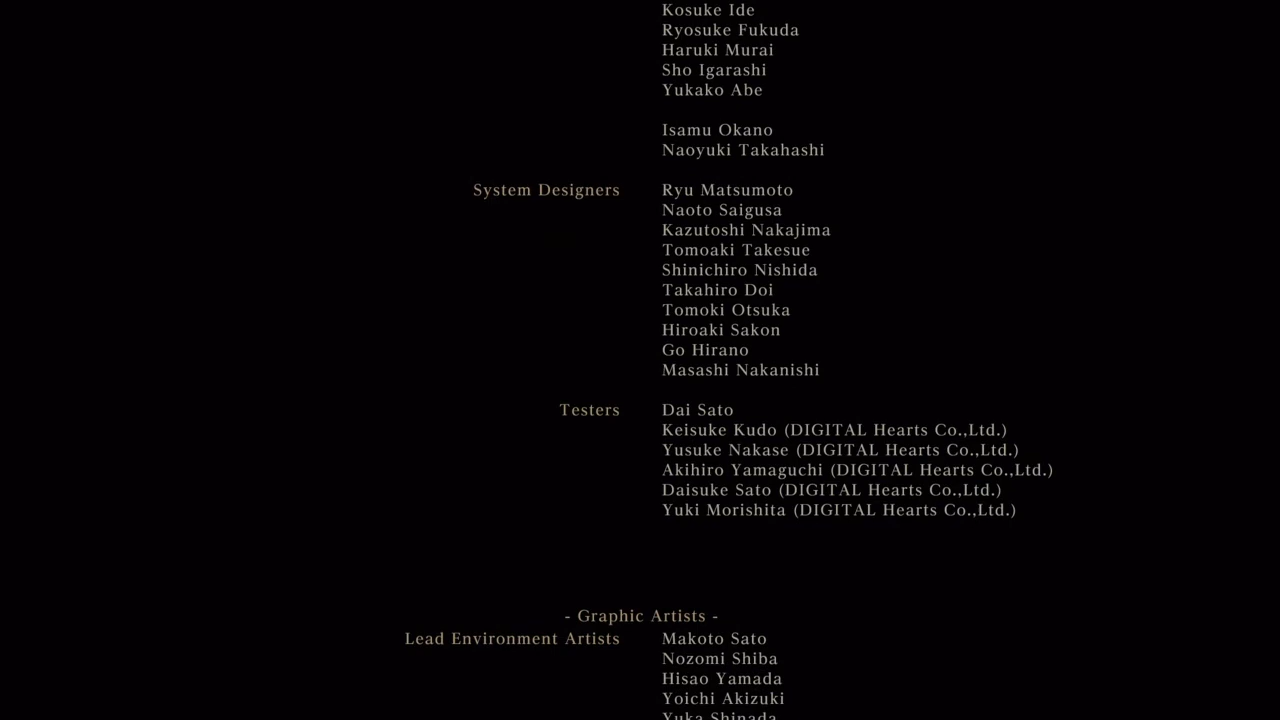 Kosuke Ide
Ryosuke Fukuda
Haruki Murai
Sho Igarashi
Yukako Abe
Isamu Okano
Naoyuki Takahashi
System Designers Ryu Matsumoto
Naoto Saigusa
Kazutoshi Nakajima
Tomoaki Takesue
Shinichiro Nishida
Takahiro Doi
Tomoki Otsuka
Hiroaki Sakon
Go Hirano
Masashi Nakanishi
Testers Dai Sato
Keisuke Kudo (DIGITAL Hearts Co.,Ltd.)
Yusuke Nakase (DIGITAL Hearts Co.,Ltd.)
Akihiro Yamaguchi (DIGITAL Hearts Co.,Ltd.)
Daisuke Sato (DIGITAL Hearts Co.,Ltd.)
Yuki Morishita (DIGITAL Hearts Co.,Ltd.)
- Graphic Artists -
Lead Environment Artists Makoto Sato
Nozomi Shiba
Hisao Yamada
Yoichi Akizuki
Yuka Shinada